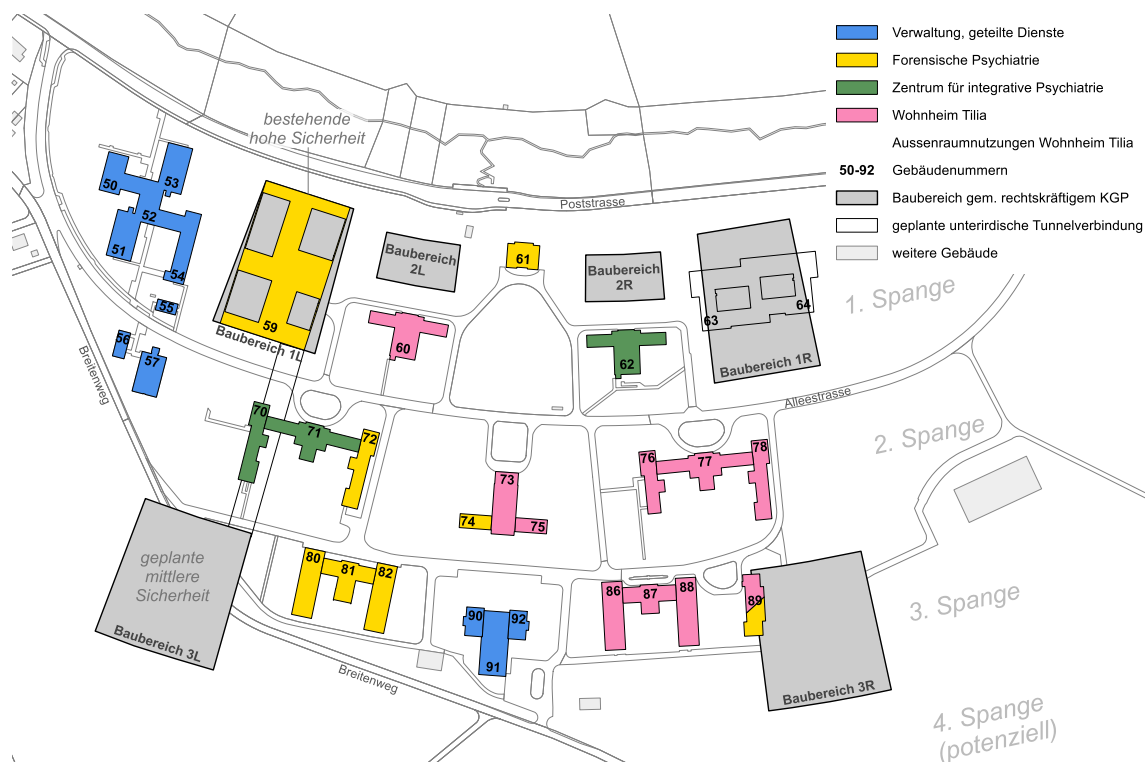 Verwaltung, geteilte Dienste
Forensische Psychiatrie
Zentrum für integrative Psychiatrie
Wohnheim Tilia
Aussenraumnutzungen Wohnheim Tilia
50-92 Gebäudenummern
Baubereich gem. rechtskräftigem KGP
geplante unterirdische Tunnelverbindung
weitere Gebäude
bestehende
hohe Sicherheit
50
53
52
51
54
55
56
57
59
Baubereich 1L
Baubereich
2L
61
Poststrasse
Baubereich
2R
63
64
Baubereich 1R
1. Spange
60
62
Breitenweg
Alleestrasse
70
71
72
73
74
75
76
77
78
2. Spange
geplante
mittlere
Sicherheit
Baubereich 3L
80
81
82
90
92
91
86
87
88
89
Baubereich 3R
3. Spange
Breitenweg
4. Spange
(potenziell)